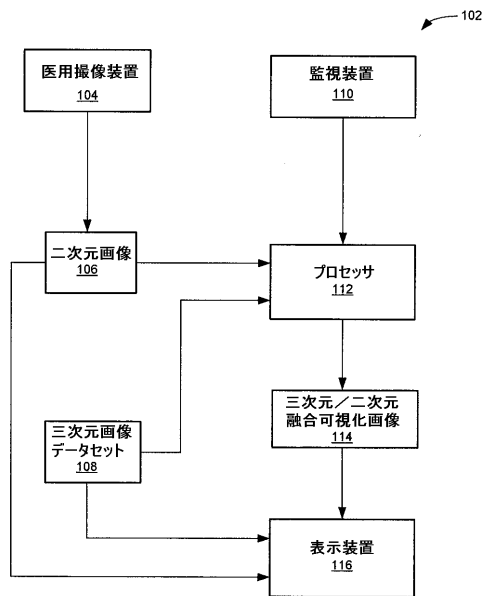 102
医用撮像装置
104
監視装置
110
二次元画像
106
プロセッサ
112
三次元画像
データセット
108
三次元／二次元
融合可視化画像
114
表示装置
116